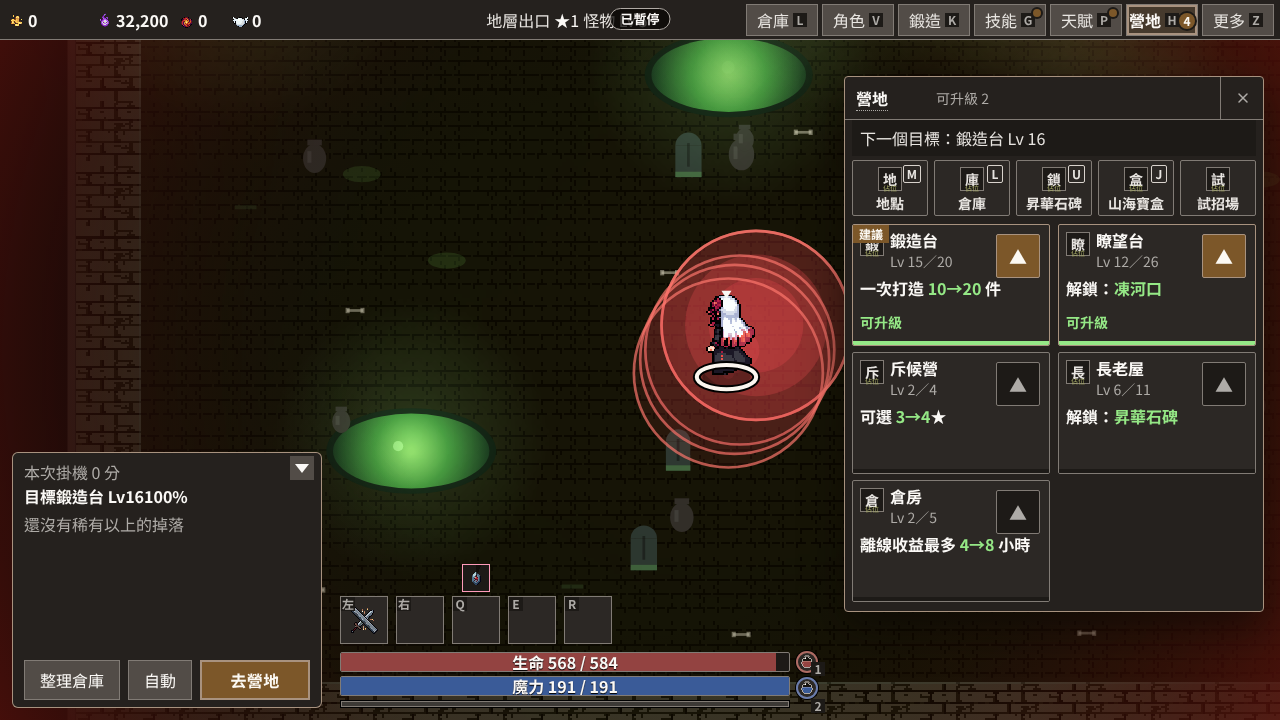 0
32,200
0
0
地層出口 ★1 怪物
已暫停
倉庫 L
角色 V
鍛造 K
技能 G
天賦 P
營地 H 4
更多 Z
營地
可升級 2
×
下一個目標：鍛造台 Lv 16
地 M
地點
庫 L
倉庫
鎖 U
昇華石碑
盒 J
山海寶盒
試
試招場
建議
鍛造台
Lv 15／20
一次打造 10→20 件
可升級
瞭
瞭望台
Lv 12／26
解鎖：凍河口
可升級
斥
斥候營
Lv 2／4
可選 3→4★
長
長老屋
Lv 6／11
解鎖：昇華石碑
倉
倉房
Lv 2／5
離線收益最多 4→8 小時
本次掛機 0 分
目標鍛造台 Lv16100%
還沒有稀有以上的掉落
整理倉庫
自動
去營地
左
右
Q
E
R
生命 568 / 584
1
魔力 191 / 191
2